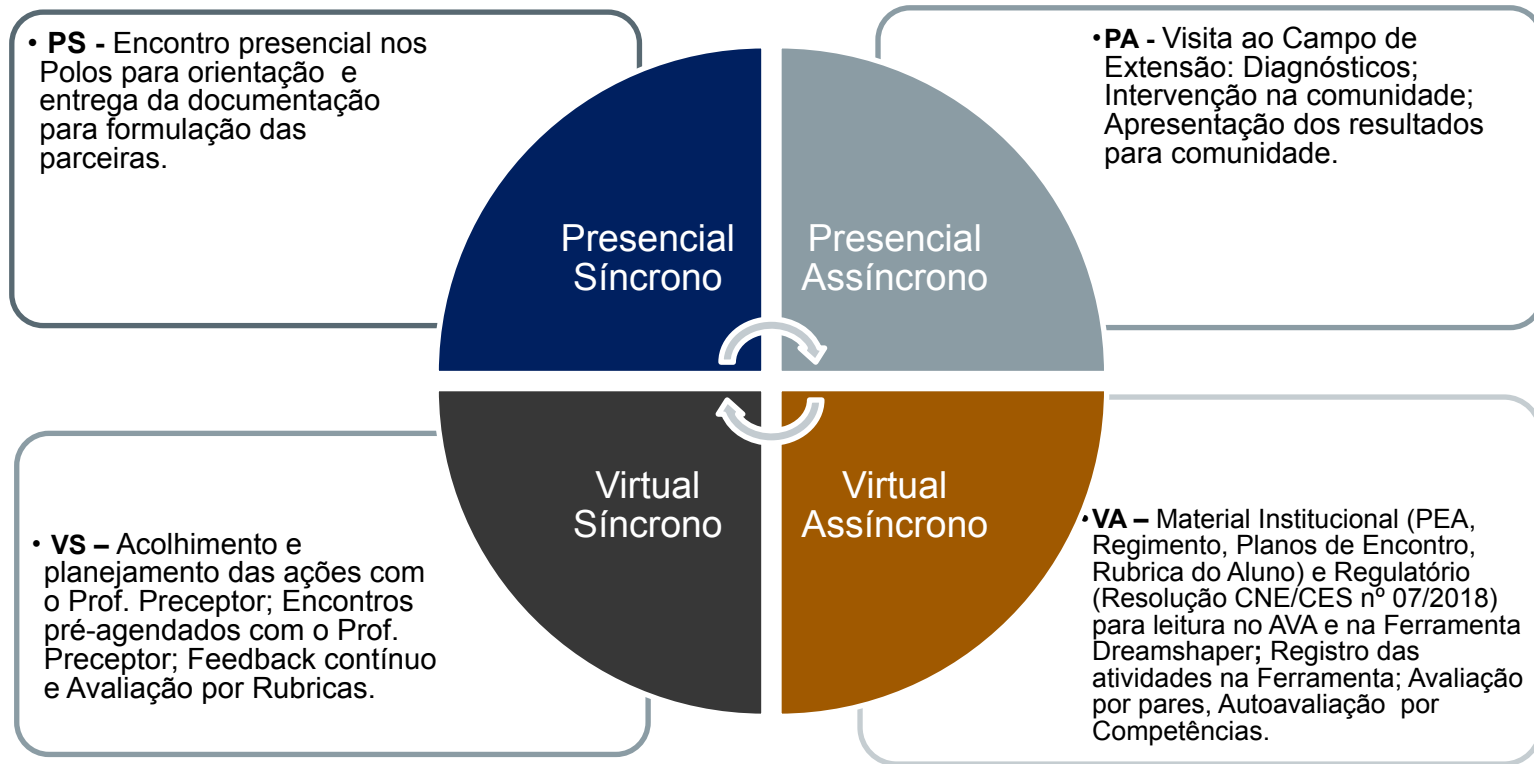 • PS - Encontro presencial nos
Polos para orientação e
entrega da documentação
para formulação das
parceiras.
•PA - Visita ao Campo de
Extensão: Diagnósticos;
Intervenção na comunidade;
Apresentação dos resultados
para comunidade.
Presencial
Síncrono
Presencial
Assíncrono
Virtual
Síncrono
Virtual
Assíncrono
• VS – Acolhimento e
planejamento das ações com
o Prof. Preceptor; Encontros
pré-agendados com o Prof.
Preceptor; Feedback contínuo
e Avaliação por Rubricas.
•VA – Material Institucional (PEA,
Regimento, Planos de Encontro,
Rubrica do Aluno) e Regulatório
(Resolução CNE/CES nº 07/2018)
para leitura no AVA e na Ferramenta
Dreamshaper; Registro das
atividades na Ferramenta; Avaliação
por pares, Autoavaliação por
Competências.